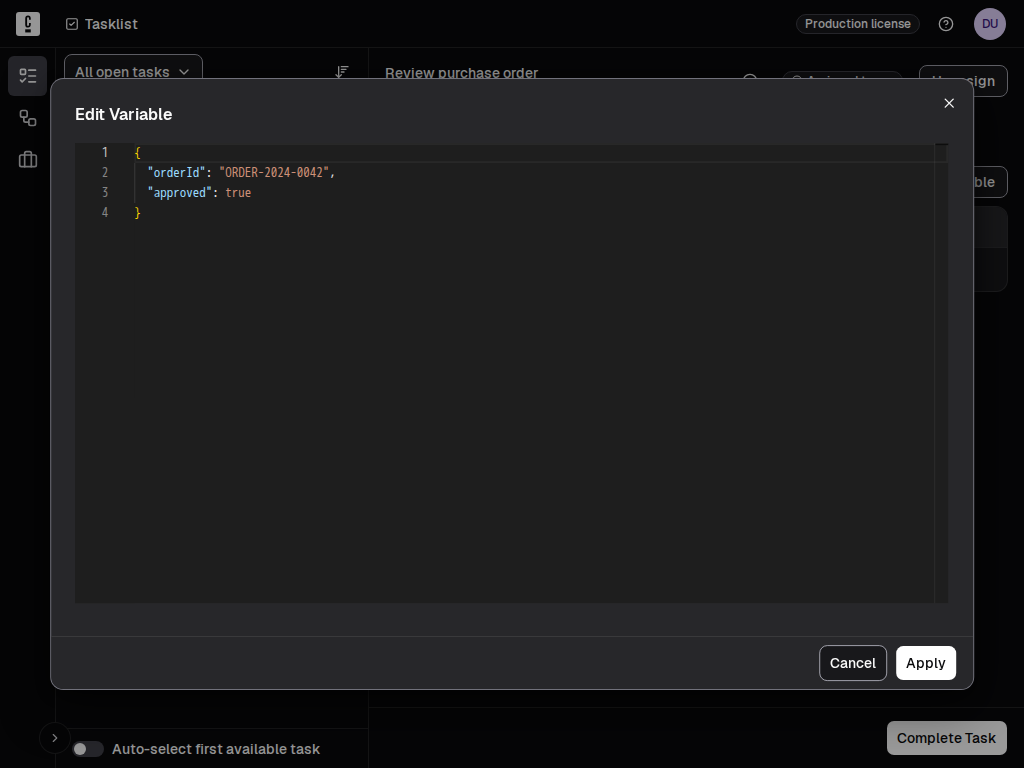 Tasklist
Production license
DU
All open tasks
Review purchase order
Edit Variable
1 {
2 "orderId": "ORDER-2024-0042",
3 "approved": true
4 }
Cancel
Apply
Auto-select first available task
Complete Task